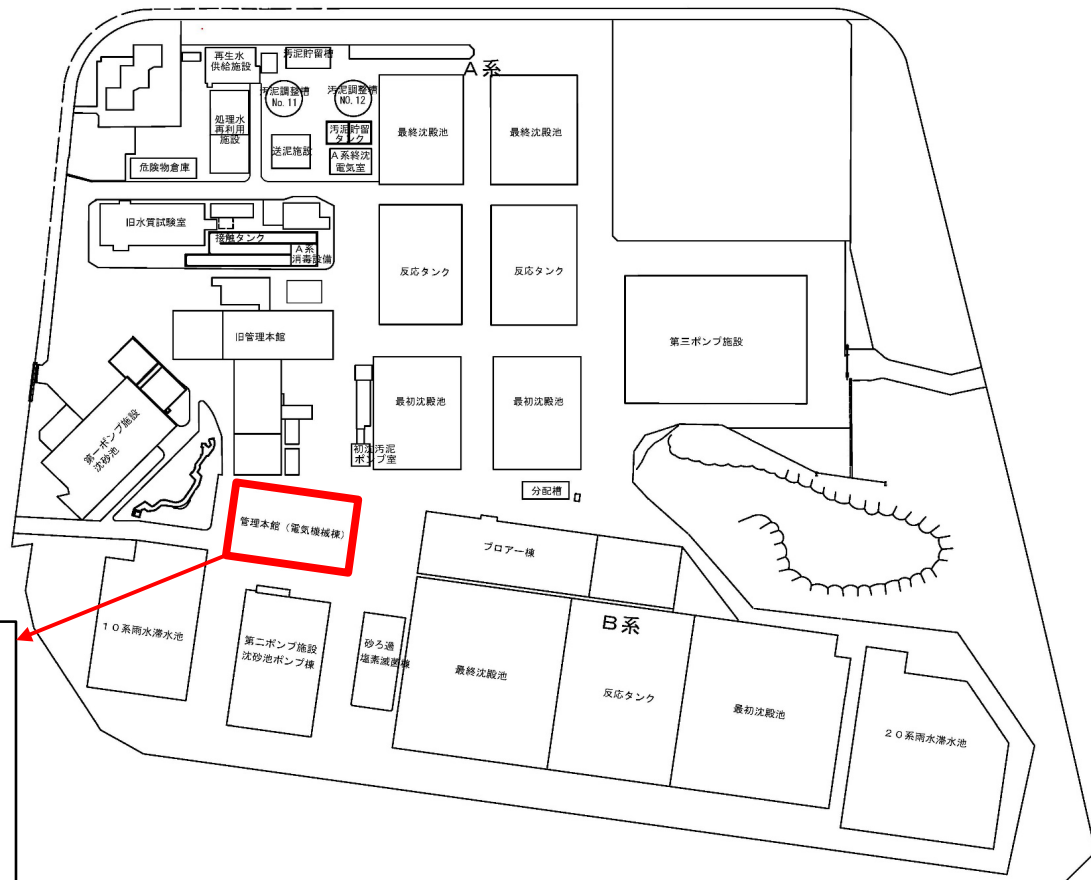 再生水
供給施設
汚泥貯留槽
A系
汚泥調整槽
No.11
汚泥調整槽
NO.12
処理水
再利用
施設
汚泥貯留
タンク
送泥施設
A系終沈
電気室
危険物倉庫
最終沈殿池
最終沈殿池
旧水質試験室
接触タンク
A系
消毒設備
反応タンク
反応タンク
旧管理本館
第三ポンプ施設
最初沈殿池
最初沈殿池
第一ポンプ施設
沈砂池
初沈汚泥
ポンプ室
分配槽
管理本館(電気機械棟)
ブロアー棟
10系雨水滞水池
第二ポンプ施設
沈砂池ポンプ棟
砂ろ過
塩素滅菌棟
B系
最終沈殿池
反応タンク
最初沈殿池
20系雨水滞水池